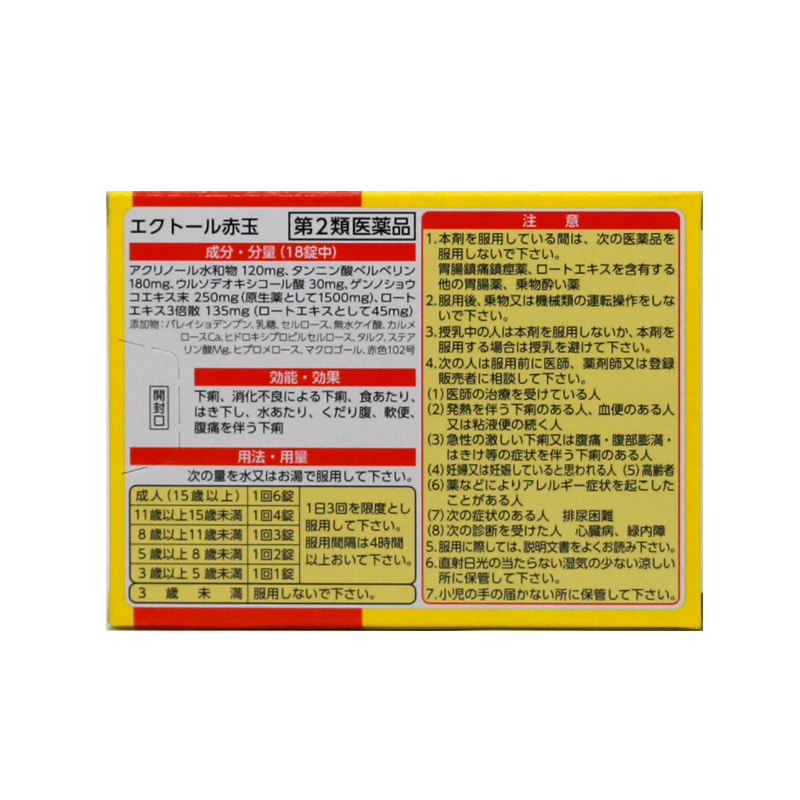 エクトール赤玉
第2類医薬品
成分・分量(18錠中)
アクリノール水和物 120mg、タンニン酸ベルベリン
180mg、ウルソデオキシコール酸 30mg、ゲンノショウ
コエキス末 250mg(原生薬として1500mg)、ロート
エキス3倍散 135mg(ロートエキスとして45mg)
添加物:バレイショデンプン、乳糖、セルロース、無水ケイ酸、カルメ
ロースCa、ヒドロキシプロピルセルロース、タルク、ステア
リン酸Mg、ヒプロメロース、マクロゴール、赤色102号
開封口
効能・効果
下痢、消化不良による下痢、食あたり、
はき下し、水あたり、くだり腹、軟便、
腹痛を伴う下痢
用法・用量
次の量を水又はお湯で服用して下さい。
成人(15歳以上) 1回6錠
11歳以上15歳未満 1回4錠
8歳以上11歳未満 1回3錠
5歳以上8歳未満 1回2錠
3歳以上5歳未満 1回1錠
1日3回を限度とし
服用して下さい。
服用間隔は4時間
以上おいて下さい。
3歳未満 服用しないで下さい。
注意
1.本剤を服用している間は、次の医薬品を
服用しないで下さい。
胃腸鎮痛鎮痙薬、ロートエキスを含有する
他の胃腸薬、乗物酔い薬
2.服用後、乗物又は機械類の運転操作をしな
いで下さい。
3.授乳中の人は本剤を服用しないか、本剤を
服用する場合は授乳を避けて下さい。
4.次の人は服用前に医師、薬剤師又は登録
販売者に相談して下さい。
(1)医師の治療を受けている人
(2)発熱を伴う下痢のある人、血便のある人
又は粘液便の続く人
(3)急性の激しい下痢又は腹痛・腹部膨満・
はきけ等の症状を伴う下痢のある人
(4)妊婦又は妊娠していると思われる人 (5)高齢者
(6)薬などによりアレルギー症状を起こした
ことがある人
(7)次の症状のある人 排尿困難
(8)次の診断を受けた人 心臓病、緑内障
5.服用に際しては、説明文書をよくお読み下さい。
6.直射日光の当たらない湿気の少ない涼しい
所に保管して下さい。
7.小児の手の届かない所に保管して下さい。